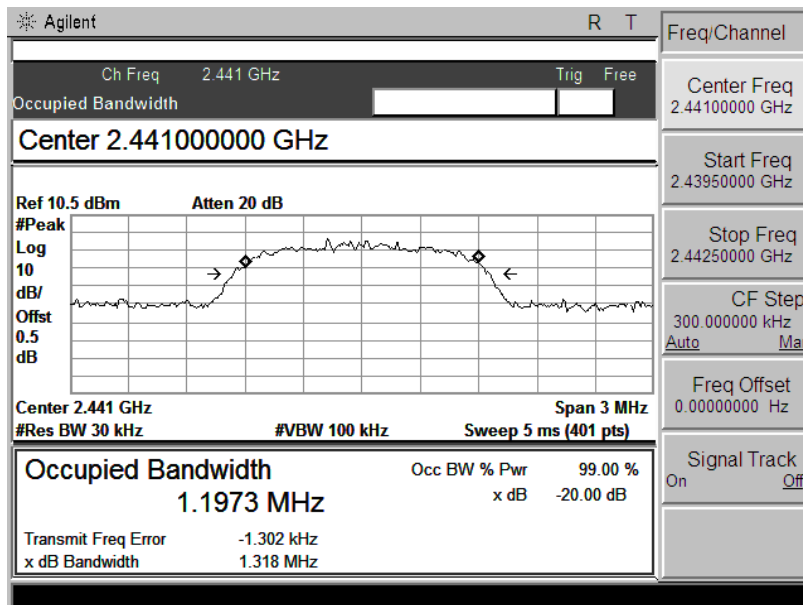 Agilent R T
Ch Freq 2.441 GHz Trig Free
Occupied Bandwidth
Center 2.441000000 GHz
Ref 10.5 dBm Atten 20 dB
#Peak
Log
10
dB/
Offst
0.5
dB
Center 2.441 GHz Span 3 MHz
#Res BW 30 kHz #VBW 100 kHz Sweep 5 ms (401 pts)
Occupied Bandwidth
1.1973 MHz
Occ BW % Pwr 99.00 %
x dB -20.00 dB
Transmit Freq Error -1.302 kHz
x dB Bandwidth 1.318 MHz
Freq/Channel
Center Freq
2.44100000 GHz
Start Freq
2.43950000 GHz
Stop Freq
2.44250000 GHz
CF Step
300.000000 kHz
Auto Ma
Freq Offset
0.00000000 Hz
Signal Track
On Off